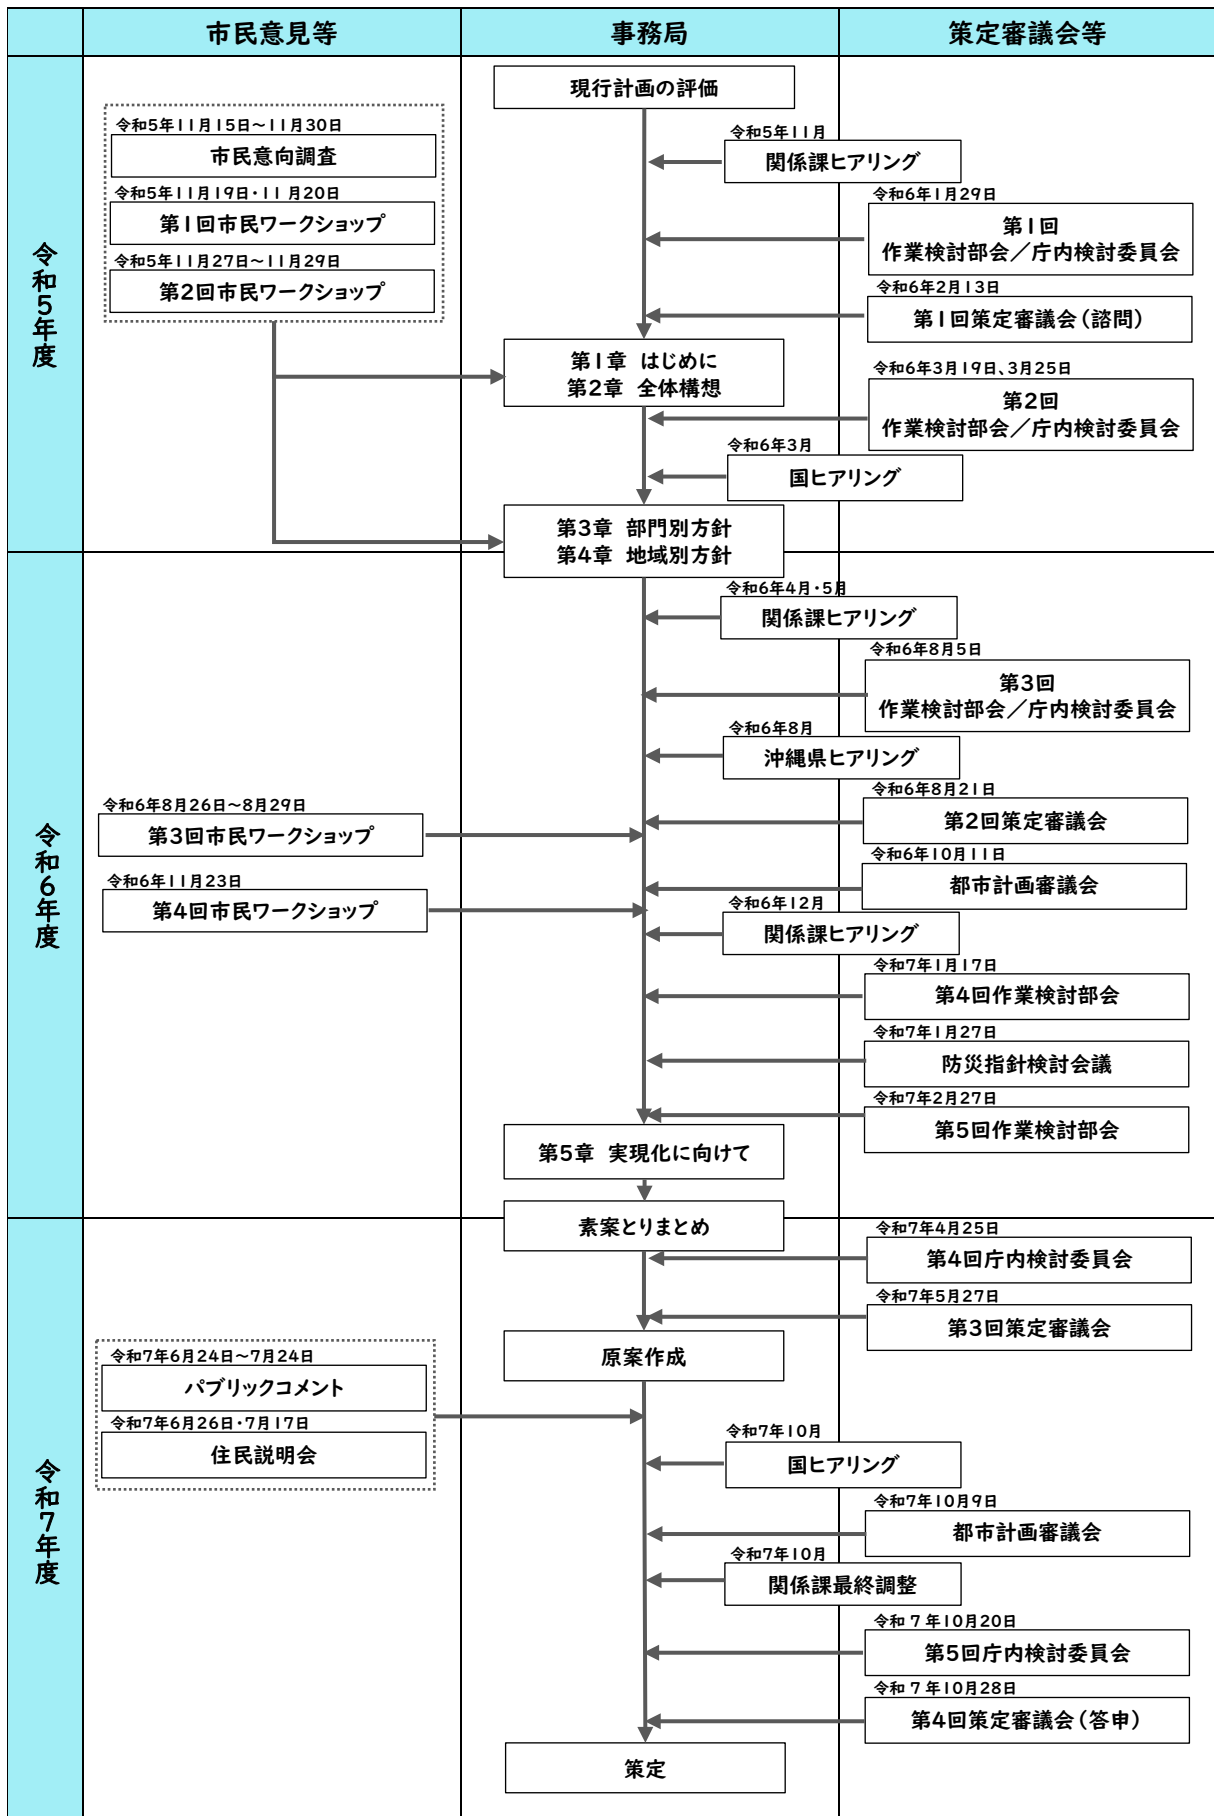 市民意見等
事務局
策定審議会等
令和5年度
現行計画の評価
令和5年11月15日～11月30日
市民意向調査
令和5年11月19日・11月20日
第1回市民ワークショップ
令和5年11月27日～11月29日
第2回市民ワークショップ
令和5年11月
関係課ヒアリング
令和6年1月29日
第1回
作業検討部会／庁内検討委員会
令和6年2月13日
第1回策定審議会（諮問）
第1章 はじめに
第2章 全体構想
令和6年3月19日、3月25日
第2回
作業検討部会／庁内検討委員会
令和6年3月
国ヒアリング
第3章 部門別方針
第4章 地域別方針
令和6年度
令和6年4月・5月
関係課ヒアリング
令和6年8月5日
第3回
作業検討部会／庁内検討委員会
令和6年8月
沖縄県ヒアリング
令和6年8月21日
第2回策定審議会
令和6年8月26日～8月29日
第3回市民ワークショップ
令和6年10月11日
都市計画審議会
令和6年11月23日
第4回市民ワークショップ
令和6年12月
関係課ヒアリング
令和7年1月17日
第4回作業検討部会
令和7年1月27日
防災指針検討会議
令和7年2月27日
第5回作業検討部会
第5章 実現化に向けて
素案とりまとめ
令和7年度
令和7年4月25日
第4回庁内検討委員会
令和7年5月27日
第3回策定審議会
原案作成
令和7年6月24日～7月24日
パブリックコメント
令和7年6月26日・7月17日
住民説明会
令和7年10月
国ヒアリング
令和7年10月9日
都市計画審議会
令和7年10月
関係課最終調整
令和 7 年10月20日
第5回庁内検討委員会
令和 7 年10月28日
第4回策定審議会（答申）
策定